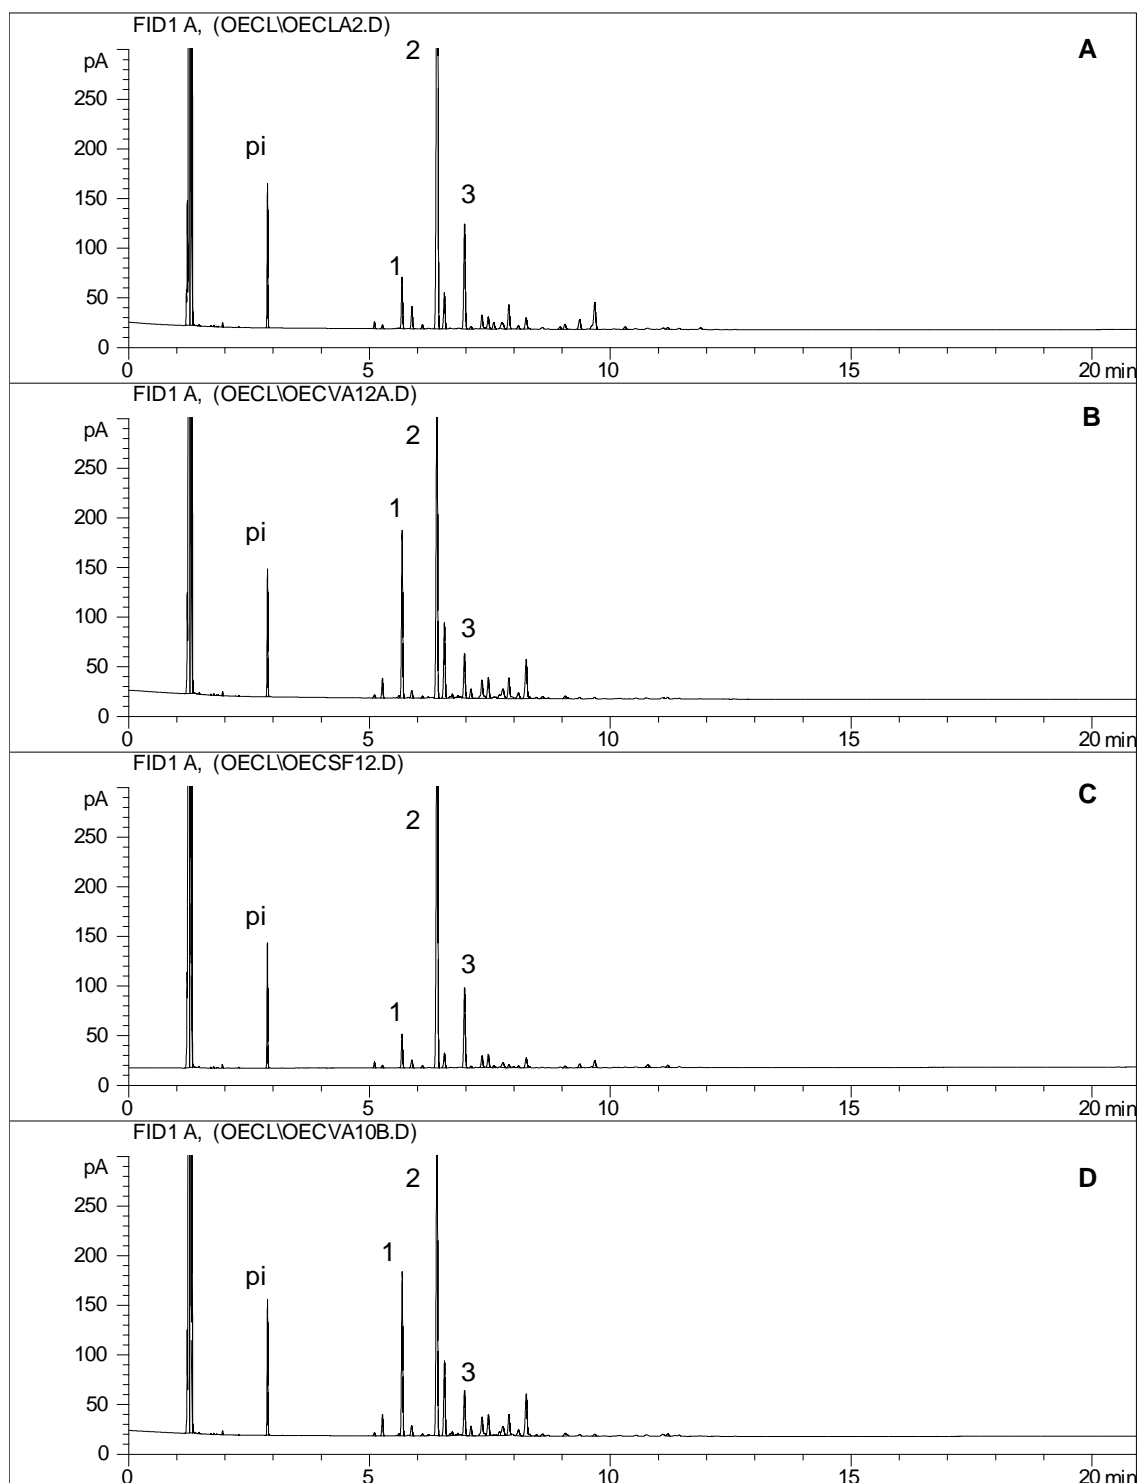 FID1 A, (OECL\OECLA2.D)
pA
2
A
250
200
pi
150
3
100
1
50
0
0 5 10 15 20 min
FID1 A, (OECL\OECVA12A.D)
pA
2
B
250
200
1
pi
150
100
3
50
0
0 5 10 15 20 min
FID1 A, (OECL\OECSF12.D)
pA
2
C
250
200
pi
150
3
100
1
50
0
0 5 10 15 20 min
FID1 A, (OECL\OECVA10B.D)
pA
2
D
250
1
200
pi
150
100
3
50
0
0 5 10 15 20 min